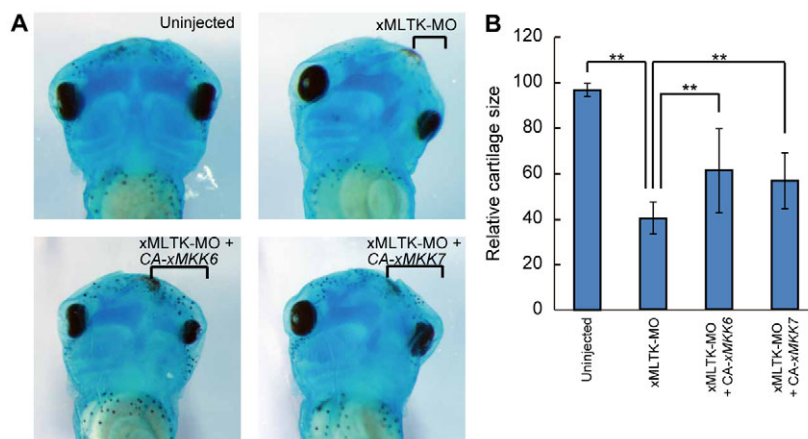 A
Uninjected
xMLTK-MO
xMLTK-MO +
CA-xMKK6
xMLTK-MO +
CA-xMKK7
B
Relative cartilage size
120
100
80
60
40
20
0
**
**
**
Uninjected
xMLTK-MO
xMLTK-MO
+ CA-xMKK6
xMLTK-MO
+ CA-xMKK7